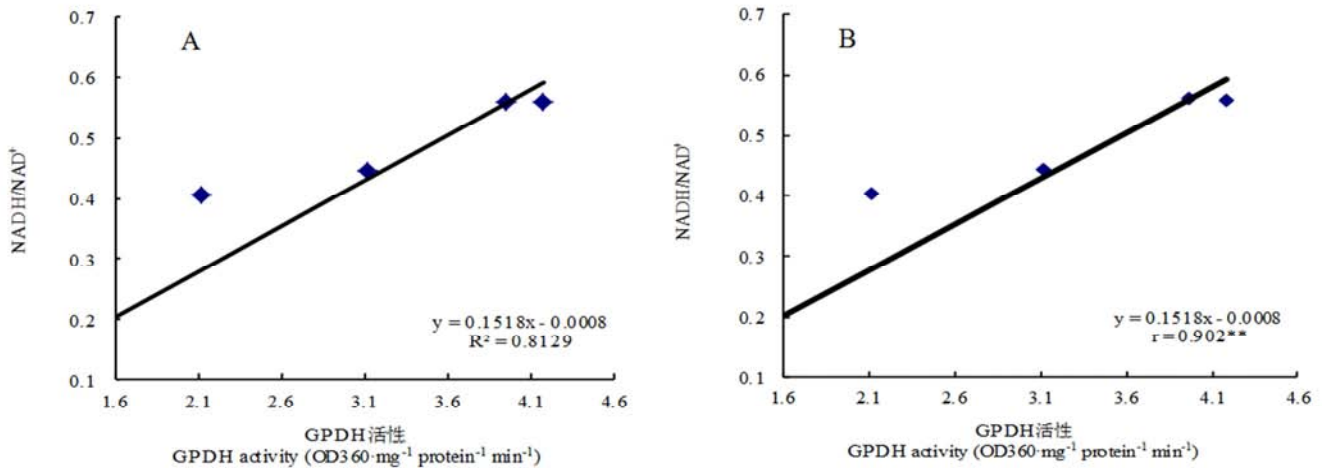 A
0.7
0.6
0.5
0.4
0.3
0.2
0.1
NADH/NAD⁺
y = 0.1518x - 0.0008
R² = 0.8129
1.6 2.1 3.1 4.1 4.6
GPDH活性
GPDH activity (OD360·mg⁻¹ protein⁻¹ min⁻¹)
B
0.7
0.6
0.5
0.4
0.3
0.2
0.1
NADH/NAD⁺
y = 0.1518x - 0.0008
r = 0.902**
1.6 2.1 2.6 3.1 3.6 4.1 4.6
GPDH活性
GPDH activity (OD360·mg⁻¹ protein⁻¹ min⁻¹)